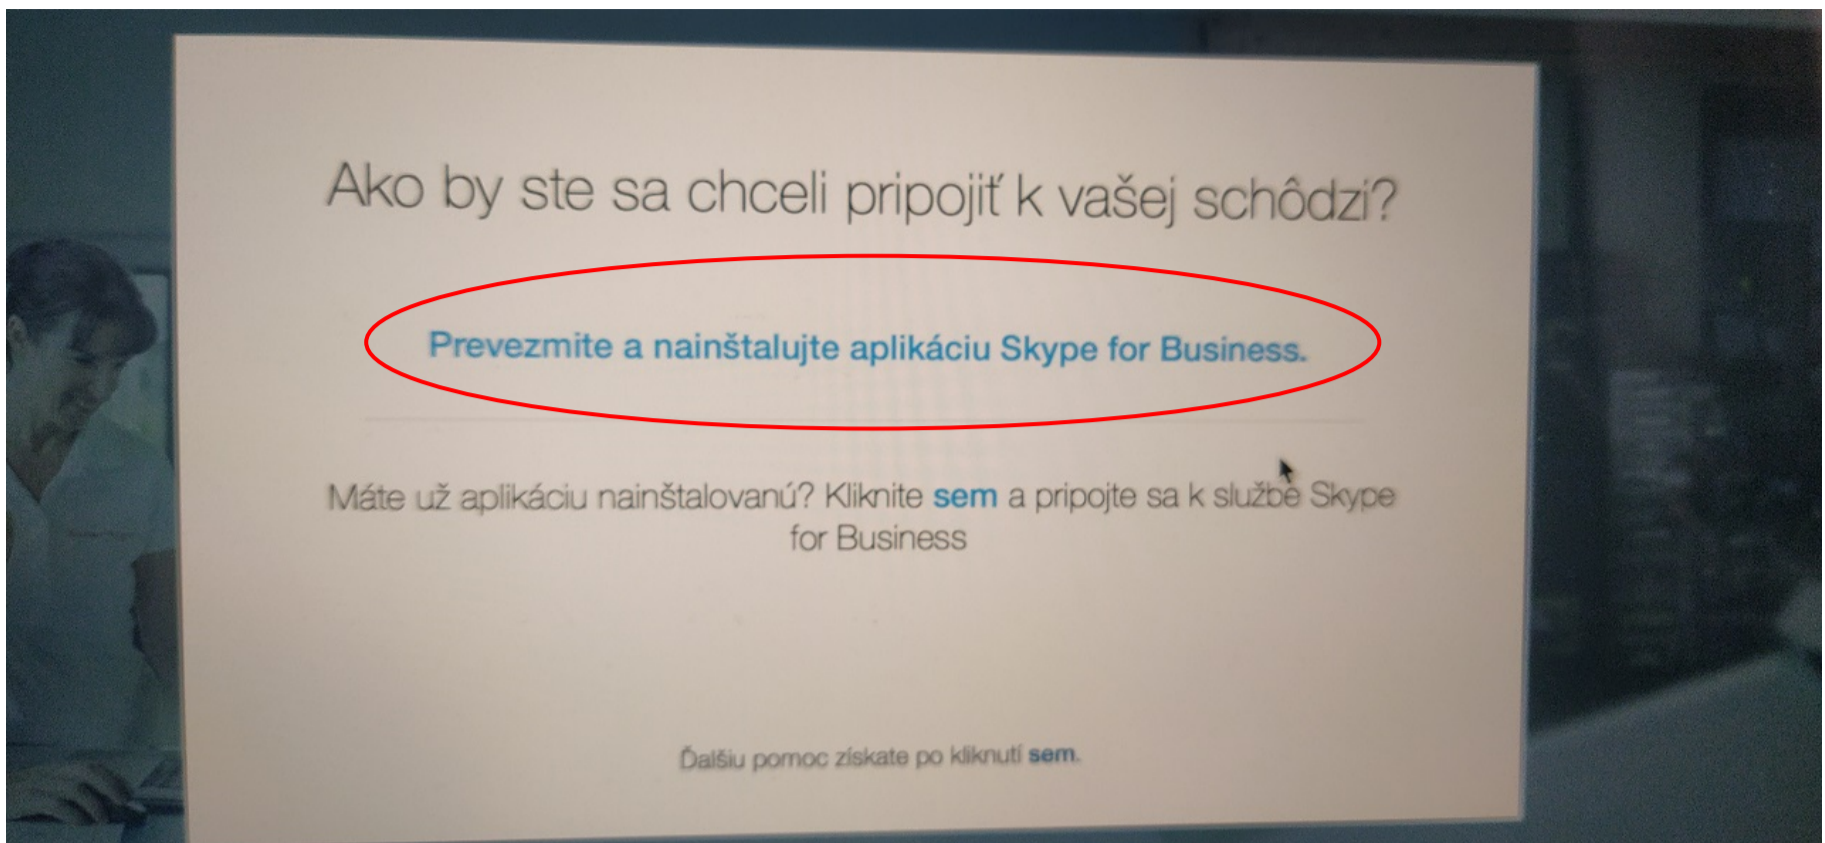 Ako by ste sa chceli pripojiť k vašej schôdzi?
Prevezmite a nainštalujte aplikáciu Skype for Business.
Máte už aplikáciu nainštalovanú? Kliknite sem a pripojte sa k službe Skype
for Business
Ďalšiu pomoc získate po kliknutí sem.